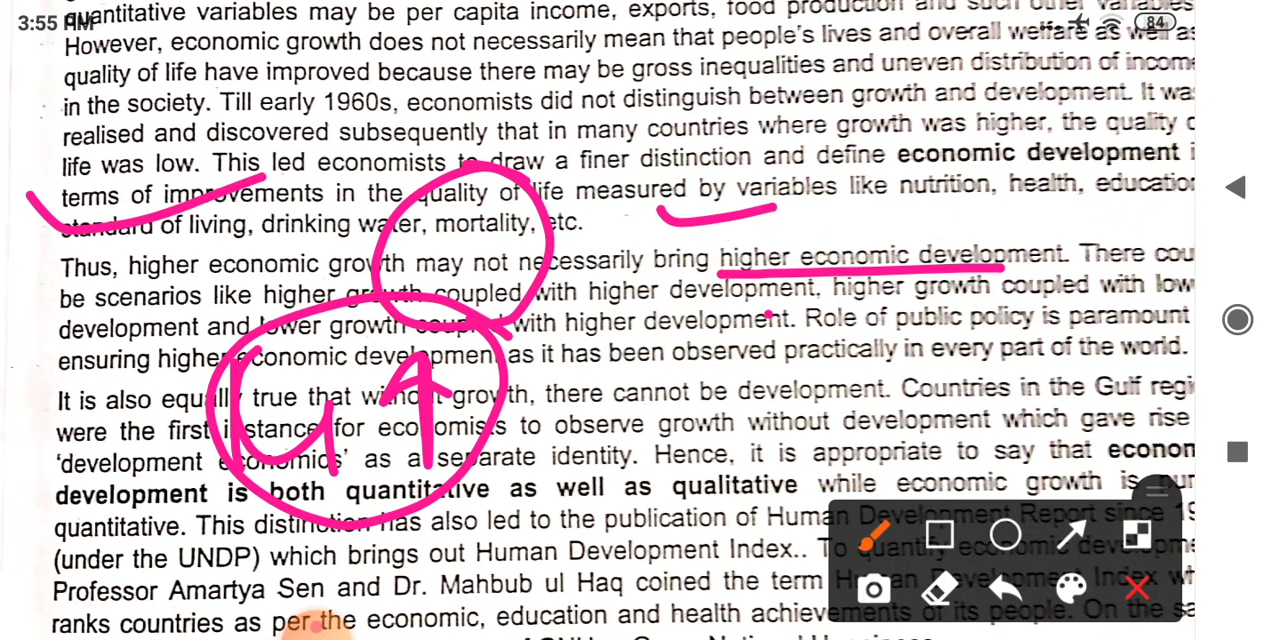 3:55 AM
84
quantitative variables may be per capita income, exports, food production and such other variables
However, economic growth does not necessarily mean that people's lives and overall welfare as well as
quality of life have improved because there may be gross inequalities and uneven distribution of income
in the society. Till early 1960s, economists did not distinguish between growth and development. It was
realised and discovered subsequently that in many countries where growth was higher, the quality o
life was low. This led economists to draw a finer distinction and define economic development i
terms of improvements in the quality of life measured by variables like nutrition, health, education
standard of living, drinking water, mortality, etc.
Thus, higher economic growth may not necessarily bring higher economic development. There cou
be scenarios like higher growth coupled with higher development, higher growth coupled with low
development and lower growth coupled with higher development. Role of public policy is paramount
ensuring higher economic development as it has been observed practically in every part of the world.
It is also equally true that without growth, there cannot be development. Countries in the Gulf regi
were the first instance for economists to observe growth without development which gave rise
'development economics' as a separate identity. Hence, it is appropriate to say that econom
development is both quantitative as well as qualitative while economic growth is pur
quantitative. This distinction has also led to the publication of Human Development Report since 19
(under the UNDP) which brings out Human Development Index.. To quantify economic developme
Professor Amartya Sen and Dr. Mahbub ul Haq coined the term Human Development Index wh
ranks countries as per the economic, education and health achievements of its people. On the sa